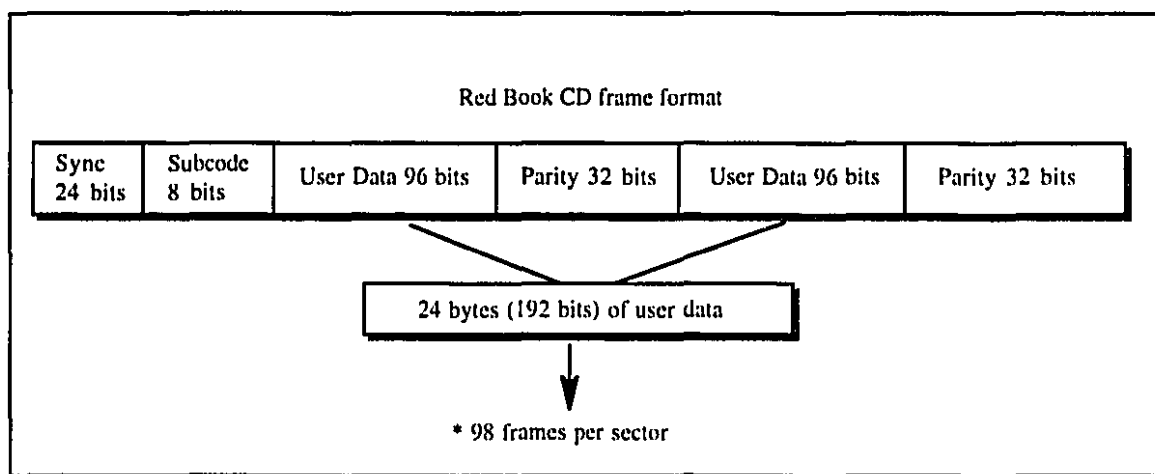 Red Book CD frame format
Sync
24 bits
Subcode
8 bits
User Data 96 bits
Parity 32 bits
User Data 96 bits
Parity 32 bits
24 bytes (192 bits) of user data
* 98 frames per sector